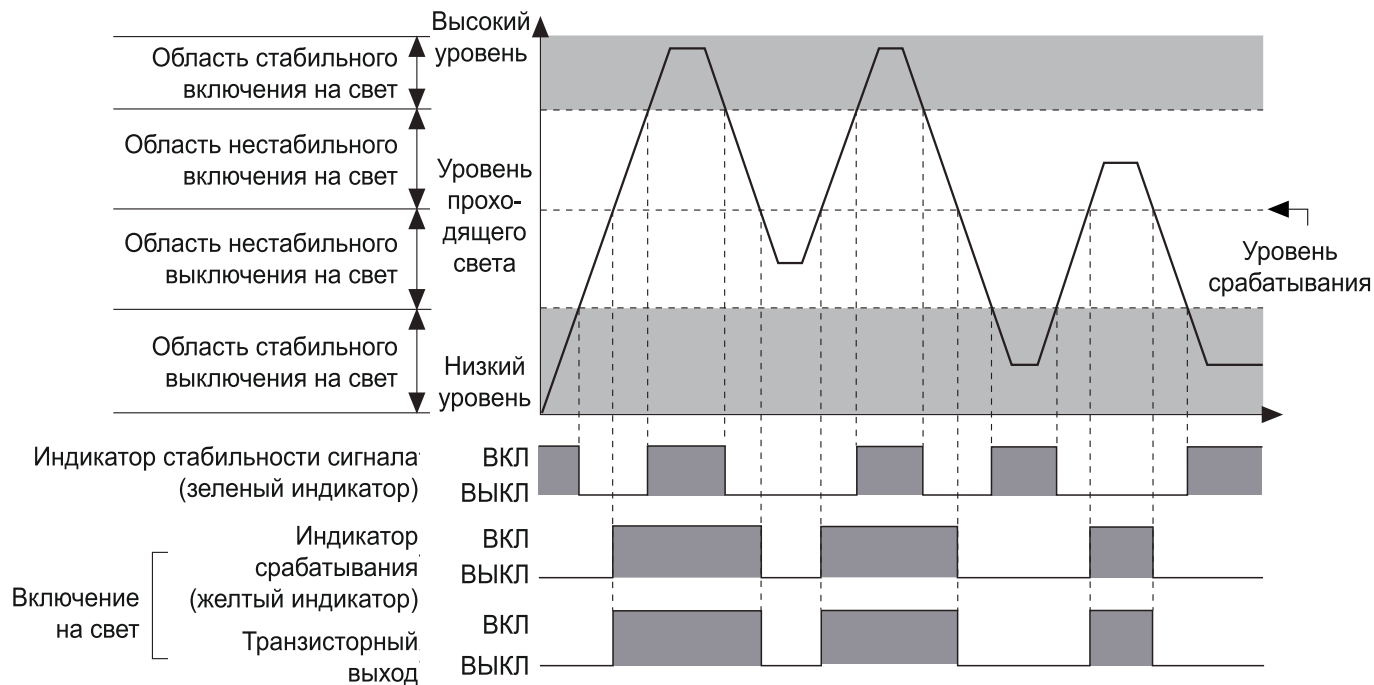 Высокий
уровень
Область стабильного
включения на свет
Область нестабильного
включения на свет
Уровень
прохо-
дящего
света
Область нестабильного
выключения на свет
Уровень
срабатывания
Область стабильного
выключения на свет
Низкий
уровень
Индикатор стабильности сигнала
(зеленый индикатор)
ВКЛ
ВЫКЛ
Включение
на свет
Индикатор
срабатывания
(желтый индикатор)
ВКЛ
ВЫКЛ
Транзисторный
выход
ВКЛ
ВЫКЛ